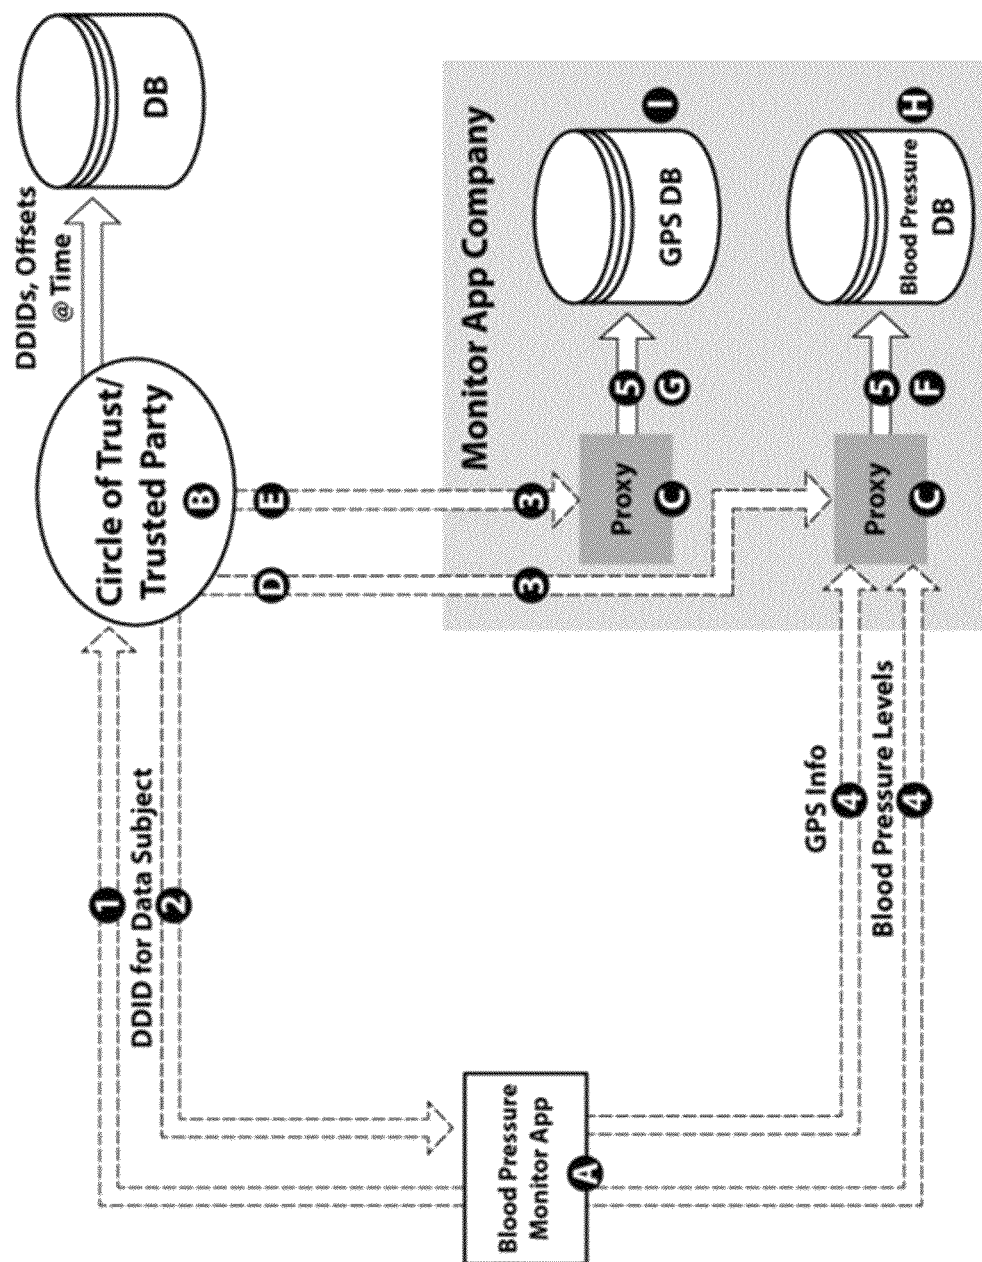 DDIDs, Offsets
@ Time
DB
Circle of Trust/
Trusted Party
B
E
D
1
DDID for Data Subject
2
Monitor App Company
3
3
Proxy
C
5
G
GPS DB
I
Proxy
C
5
F
Blood Pressure
DB
H
GPS Info
4
Blood Pressure Levels
4
Blood Pressure
Monitor App
A